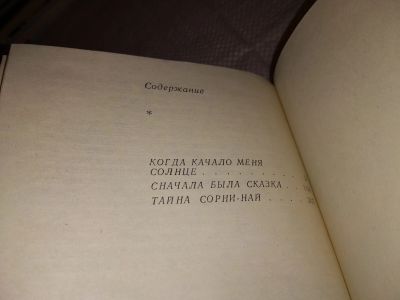 Содержание
*
КОГДА КАЧАЛО МЕНЯ
СОЛНЦЕ . . . . . . . . . .
СНАЧАЛА БЫЛА СКАЗКА . .
ТАЙНА СОРНИ-НАЙ . . . .